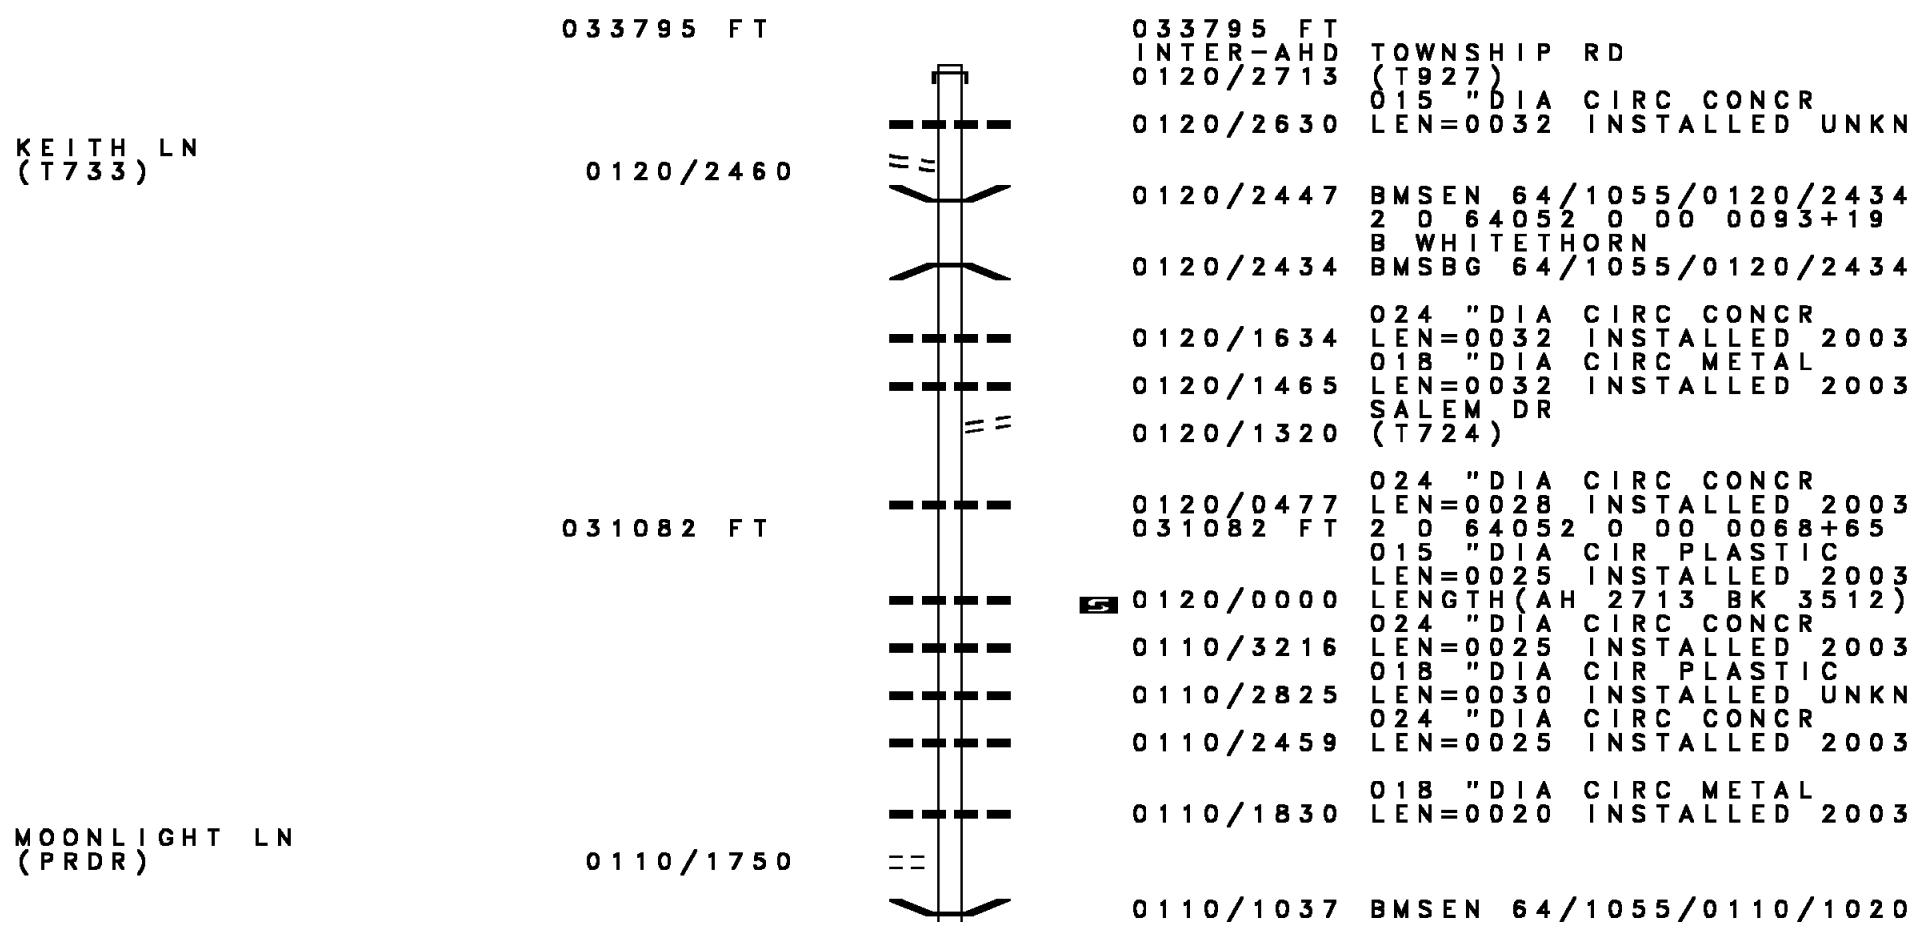 033795 FT 033795 FT
INTER-AHD TOWNSHIP RD
0120/2713 (T927)
015 "DIA CIRC CONCR
0120/2630 LEN=0032 INSTALLED UNKN
KEITH LN
(T733) 0120/2460
0120/2447 BMSEN 64/1055/0120/2434
2 0 64052 0 00 0093+19
B WHITETHORN
0120/2434 BMSBG 64/1055/0120/2434
024 "DIA CIRC CONCR
0120/1634 LEN=0032 INSTALLED 2003
018 "DIA CIRC METAL
0120/1465 LEN=0032 INSTALLED 2003
SALEM DR
0120/1320 (T724)
024 "DIA CIRC CONCR
0120/0477 LEN=0028 INSTALLED 2003
031082 FT 031082 FT 2 0 64052 0 00 0068+65
015 "DIA CIR PLASTIC
LEN=0025 INSTALLED 2003
S 0120/0000 LENGTH(AH 2713 BK 3512)
024 "DIA CIRC CONCR
0110/3216 LEN=0025 INSTALLED 2003
018 "DIA CIR PLASTIC
0110/2825 LEN=0030 INSTALLED UNKN
024 "DIA CIRC CONCR
0110/2459 LEN=0025 INSTALLED 2003
018 "DIA CIRC METAL
0110/1830 LEN=0020 INSTALLED 2003
MOONLIGHT LN
(PRDR) 0110/1750
0110/1037 BMSEN 64/1055/0110/1020